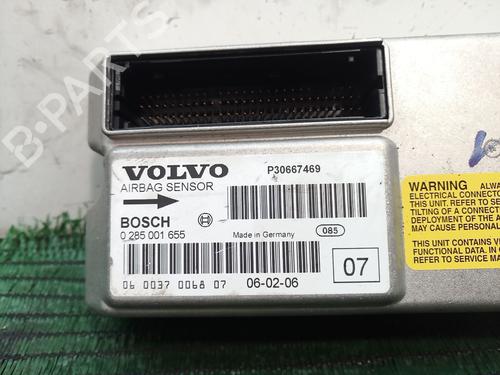 B-PARTS
VOLVO
AIRBAG SENSOR
P30667469
BOSCH
0 285 001 655
Made in Germany
085
06 0037 0068 07
06-02-06
07
WARNING ALWA
ELECTRICAL CONNECTO
THIS UNIT. REFER TO SE
TILTING OF A CONNECT
DEPLOYMENT OF THE A
MAY CAUSE PERSONAL
THIS UNIT CONTAINS V
FUNCTIONAL DATA. IN O
REFER TO SERVICE MA